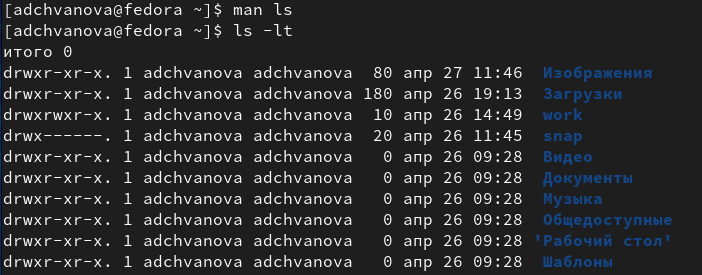 [adchvanova@fedora ~]$ man ls
[adchvanova@fedora ~]$ ls -lt
итого 0
drwxr-xr-x. 1 adchvanova adchvanova  80 апр 27 11:46  Изображения
drwxr-xr-x. 1 adchvanova adchvanova 180 апр 26 19:13  Загрузки
drwxrwxr-x. 1 adchvanova adchvanova  10 апр 26 14:49  work
drwx------. 1 adchvanova adchvanova  20 апр 26 11:45  snap
drwxr-xr-x. 1 adchvanova adchvanova   0 апр 26 09:28  Видео
drwxr-xr-x. 1 adchvanova adchvanova   0 апр 26 09:28  Документы
drwxr-xr-x. 1 adchvanova adchvanova   0 апр 26 09:28  Музыка
drwxr-xr-x. 1 adchvanova adchvanova   0 апр 26 09:28  Общедоступные
drwxr-xr-x. 1 adchvanova adchvanova   0 апр 26 09:28 'Рабочий стол'
drwxr-xr-x. 1 adchvanova adchvanova   0 апр 26 09:28  Шаблоны